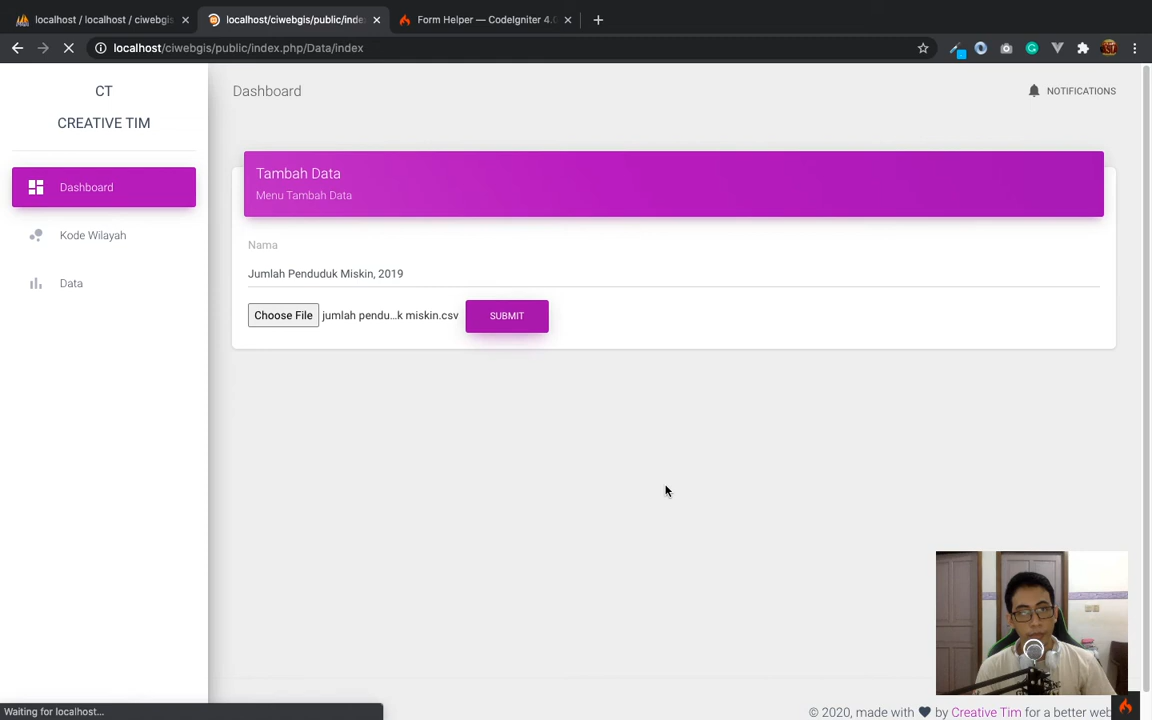 localhost / localhost / ciwebgis
localhost/ciwebgis/public/inde
Form Helper — CodeIgniter 4.
localhost/ciwebgis/public/index.php/Data/index
CT
CREATIVE TIM
Dashboard
Kode Wilayah
Data
Dashboard
NOTIFICATIONS
Tambah Data
Menu Tambah Data
Nama
Jumlah Penduduk Miskin, 2019
Choose File jumlah pendu...k miskin.csv SUBMIT
Waiting for localhost...
© 2020, made with by Creative Tim for a better web